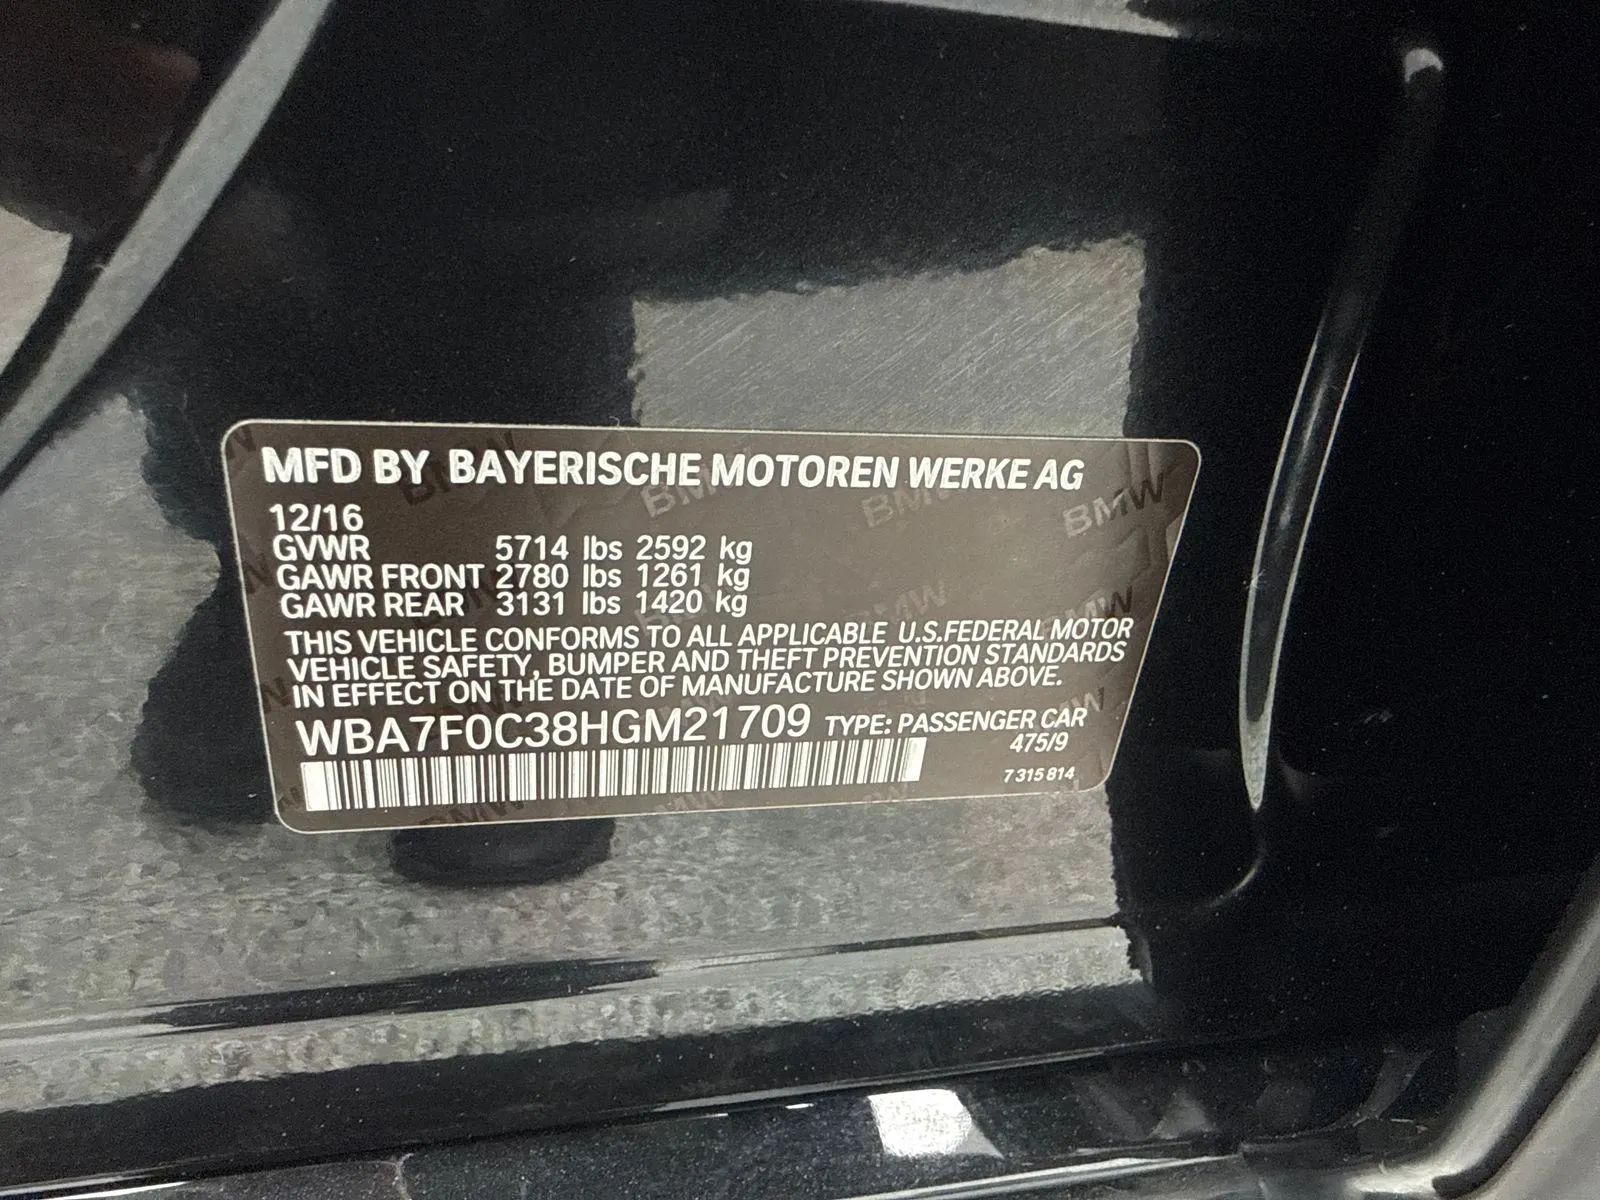 MFD BY BAYERISCHE MOTOREN WERKE AG
12/16
GVWR 5714 lbs 2592 kg
GAWR FRONT 2780 lbs 1261 kg
GAWR REAR 3131 lbs 1420 kg
THIS VEHICLE CONFORMS TO ALL APPLICABLE U.S.FEDERAL MOTOR
VEHICLE SAFETY, BUMPER AND THEFT PREVENTION STANDARDS
IN EFFECT ON THE DATE OF MANUFACTURE SHOWN ABOVE.
WBA7F0C38HGM21709 TYPE: PASSENGER CAR
475/9
7 315 814